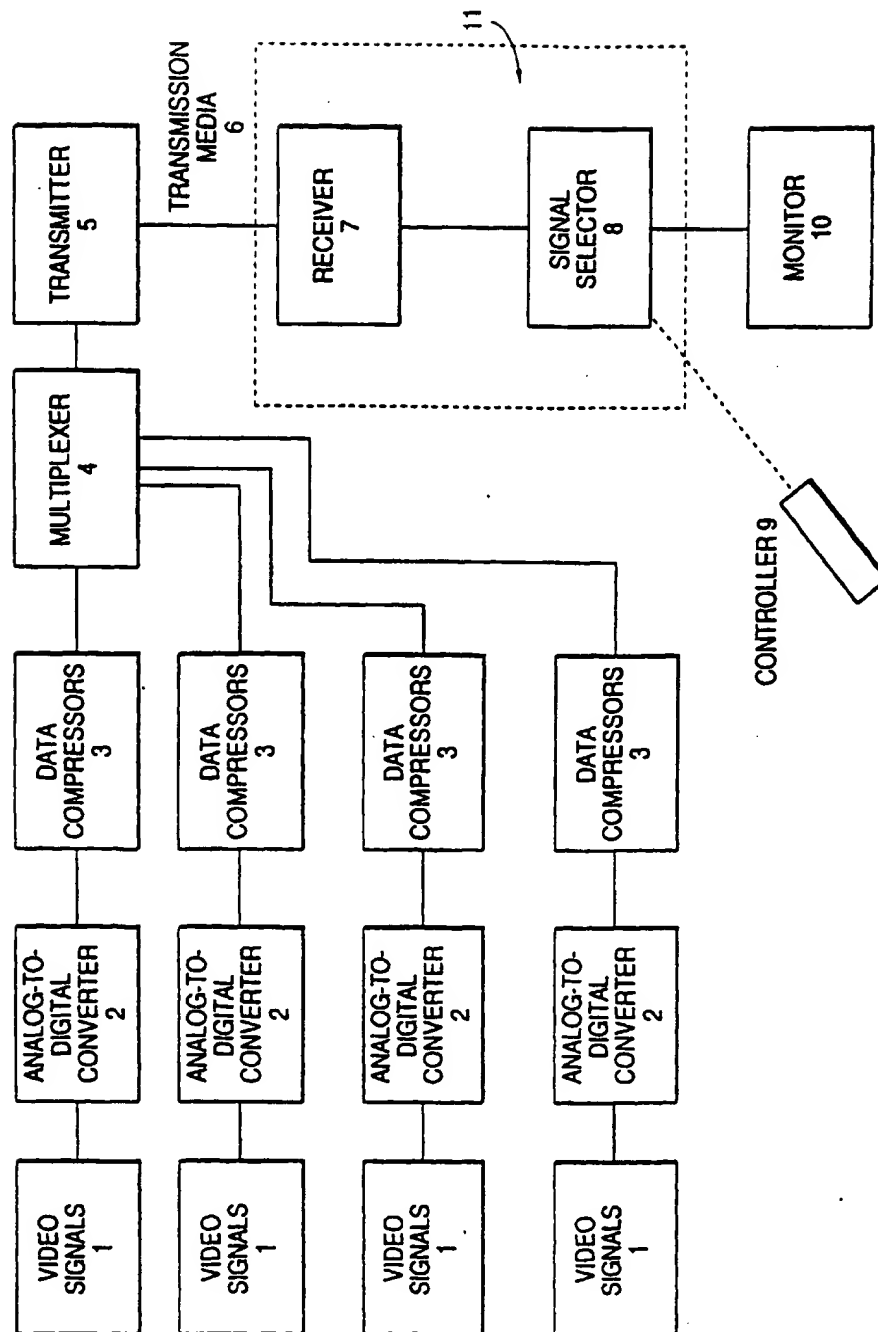 VIDEO
SIGNALS
1
ANALOG-TO-
DIGITAL
CONVERTER
2
DATA
COMPRESSORS
3
MULTIPLEXER
4
TRANSMITTER
5
VIDEO
SIGNALS
1
ANALOG-TO-
DIGITAL
CONVERTER
2
DATA
COMPRESSORS
3
TRANSMISSION
MEDIA
6
VIDEO
SIGNALS
1
ANALOG-TO-
DIGITAL
CONVERTER
2
DATA
COMPRESSORS
3
RECEIVER
7
11
VIDEO
SIGNALS
1
ANALOG-TO-
DIGITAL
CONVERTER
2
DATA
COMPRESSORS
3
SIGNAL
SELECTOR
8
CONTROLLER 9
MONITOR
10